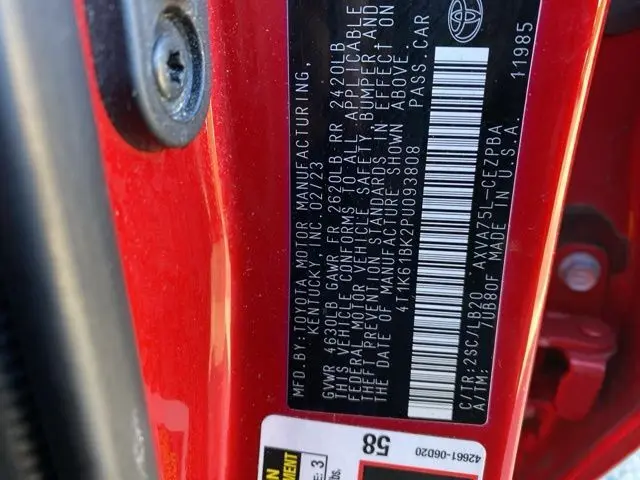 MFD.BY: TOYOTA MOTOR MANUFACTURING,
KENTUCKY, INC. 02/23
GVWR 4630LB GAWR FR 2620LB RR 2420LB
THIS VEHICLE CONFORMS TO ALL APPLICABLE
FEDERAL MOTOR VEHICLE SAFETY, BUMPER AND
THEFT PREVENTION STANDARDS IN EFFECT ON
THE DATE OF MANUFACTURE SHOWN ABOVE.
4T1K61BK2PU093808 PASS.CAR
C/TR:2SC/LB20 AXVA75L-CEZPBA
A/TM: 7UB80F MADE IN U.S.A. 11985
58
42661-06D20
3